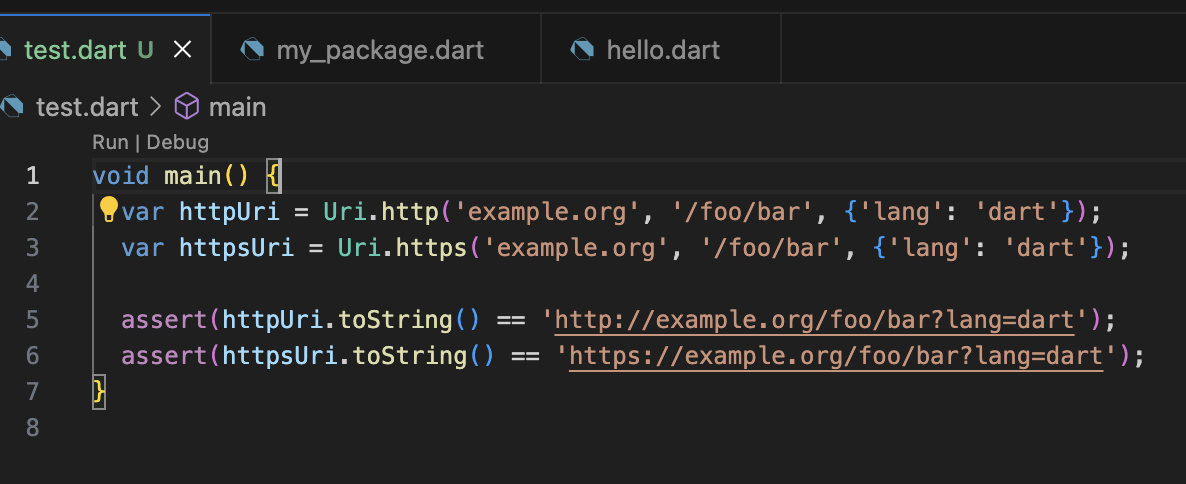 test.dart U
my_package.dart
hello.dart
test.dart > main
Run | Debug
1 void main() {
2 var httpUri = Uri.http('example.org', '/foo/bar', {'lang': 'dart'});
3 var httpsUri = Uri.https('example.org', '/foo/bar', {'lang': 'dart'});
4
5 assert(httpUri.toString() == 'http://example.org/foo/bar?lang=dart');
6 assert(httpsUri.toString() == 'https://example.org/foo/bar?lang=dart');
7 }
8